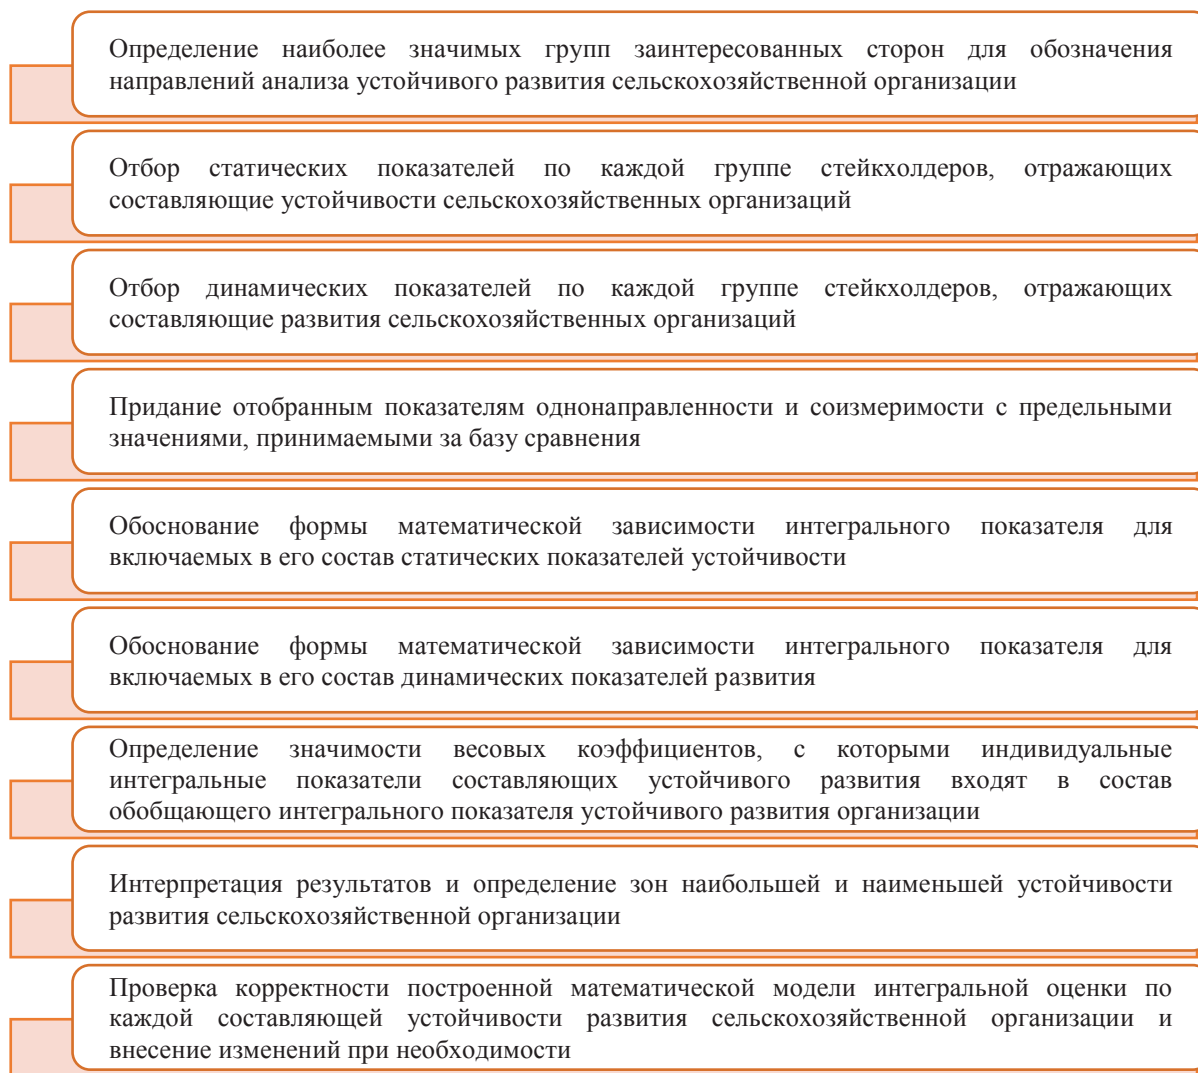 Определение наиболее значимых групп заинтересованных сторон для обозначения
направлений анализа устойчивого развития сельскохозяйственной организации
Отбор статических показателей по каждой группе стейкхолдеров, отражающих
составляющие устойчивости сельскохозяйственных организаций
Отбор динамических показателей по каждой группе стейкхолдеров, отражающих
составляющие развития сельскохозяйственных организаций
Придание отобранным показателям однонаправленности и соизмеримости с предельными
значениями, принимаемыми за базу сравнения
Обоснование формы математической зависимости интегрального показателя для
включаемых в его состав статических показателей устойчивости
Обоснование формы математической зависимости интегрального показателя для
включаемых в его состав динамических показателей развития
Определение значимости весовых коэффициентов, с которыми индивидуальные
интегральные показатели составляющих устойчивого развития входят в состав
обобщающего интегрального показателя устойчивого развития организации
Интерпретация результатов и определение зон наибольшей и наименьшей устойчивости
развития сельскохозяйственной организации
Проверка корректности построенной математической модели интегральной оценки по
каждой составляющей устойчивости развития сельскохозяйственной организации и
внесение изменений при необходимости